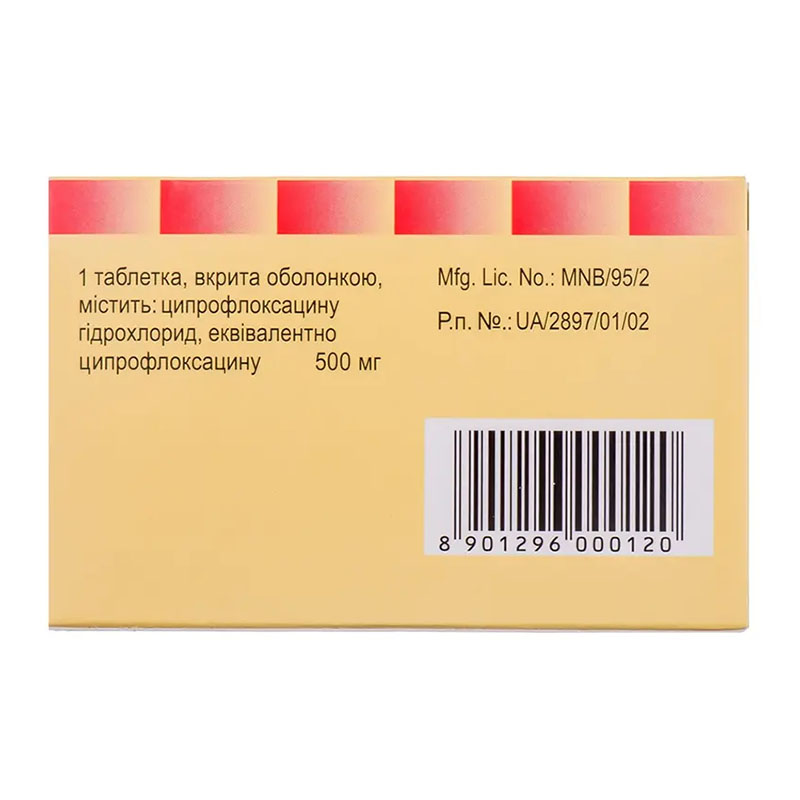 1 таблетка, вкрита оболонкою,
містить: ципрофлоксацину
гідрохлорид, еквівалентно
ципрофлоксацину 500 мг
Mfg. Lic. No.: MNB/95/2
Р.п. №.: UA/2897/01/02
8 901296 000120